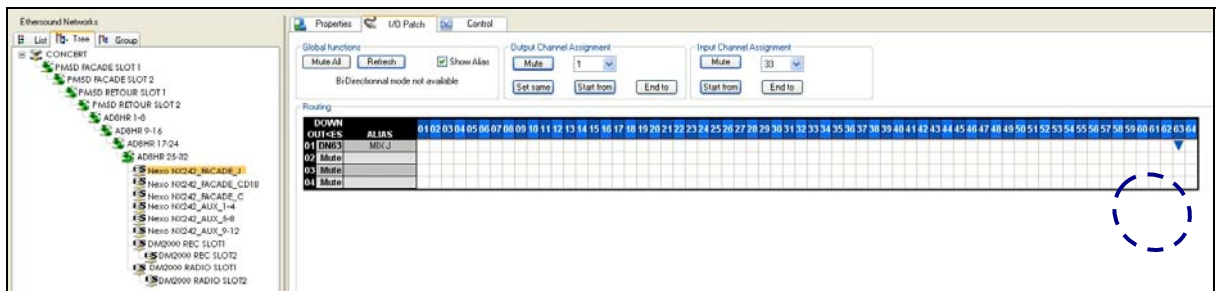 Ethersound Networks
List Tree Group
CONCERT
PM5D FACADE SLOT 1
PM5D FACADE SLOT 2
PM5D RETOUR SLOT 1
PM5D RETOUR SLOT 2
AD8HR 1-8
AD8HR 9-16
AD8HR 17-24
AD8HR 25-32
Nexo NX242_FACADE_J
Nexo NX242_FACADE_CD18
Nexo NX242_FACADE_C
Nexo NX242_AUX_1-4
Nexo NX242_AUX_5-8
Nexo NX242_AUX_9-12
DM2000 REC SLOT1
DM2000 REC SLOT2
DM2000 RADIO SLOT1
DM2000 RADIO SLOT2
Properties I/O Patch Control
Global functions
Mute All Refresh Show Alias
Bi-Directionnal mode not available
Output Channel Assignment
Mute 1
Set same Start from End to
Input Channel Assignment
Mute 33
Start from End to
Routing
DOWN
OUT<ES ALIAS 01 02 03 04 05 06 07 08 09 10 11 12 13 14 15 16 17 18 19 20 21 22 23 24 25 26 27 28 29 30 31 32 33 34 35 36 37 38 39 40 41 42 43 44 45 46 47 48 49 50 51 52 53 54 55 56 57 58 59 60 61 62 63 64
01 DN63 MIX J
02 Mute
03 Mute
04 Mute